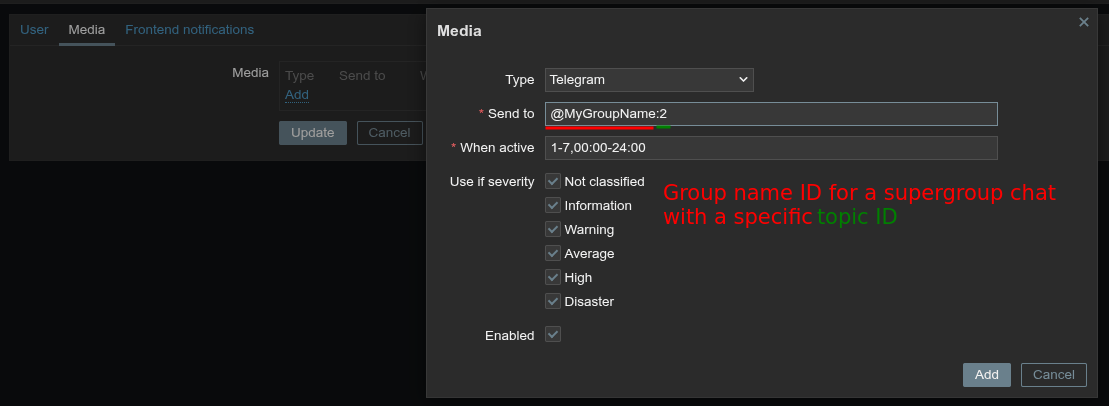 User Media Frontend notifications
Media
Type Send to W
Add
Update Cancel
Media
Type Telegram
* Send to @MyGroupName:2
* When active 1-7,00:00-24:00
Use if severity Not classified
Information
Warning
Average
High
Disaster
Group name ID for a supergroup chat
with a specific topic ID
Enabled
Add Cancel